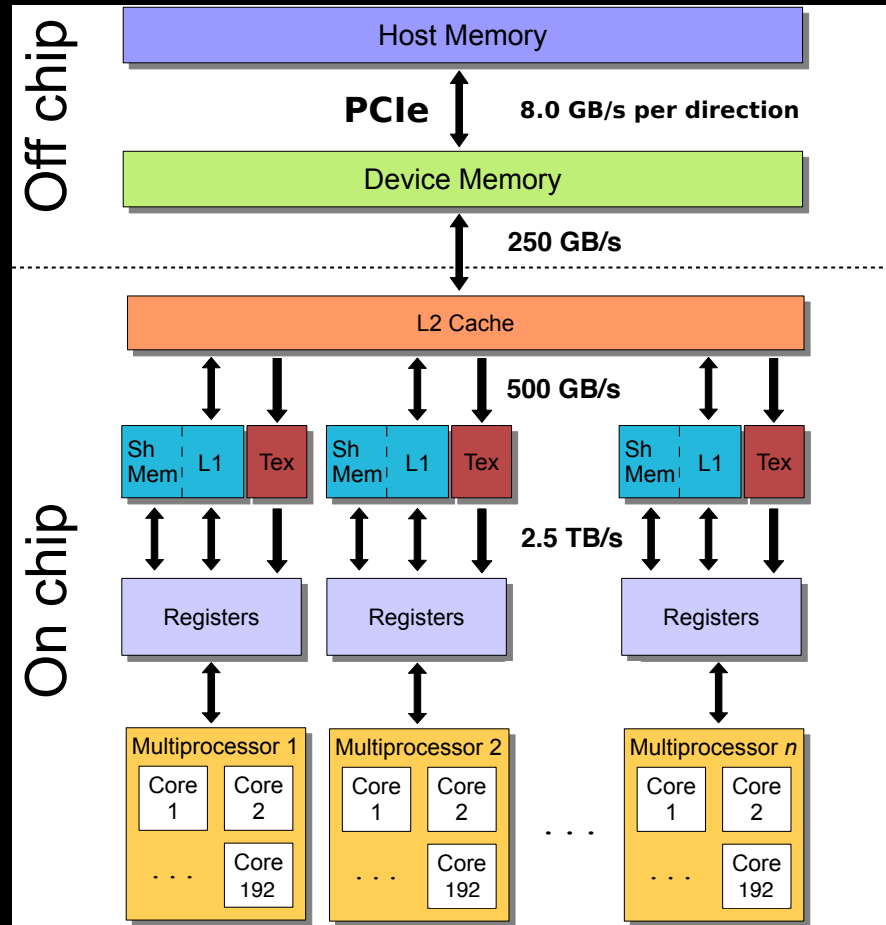 Off chip
Host Memory
PCIe
8.0 GB/s per direction
Device Memory
250 GB/s
On chip
L2 Cache
500 GB/s
Sh
Mem
L1
Tex
Sh
Mem
L1
Tex
Sh
Mem
L1
Tex
2.5 TB/s
Registers
Registers
Registers
Multiprocessor 1
Core
1
Core
2
. . .
Core
192
Multiprocessor 2
Core
1
Core
2
. . .
Core
192
. . .
Multiprocessor n
Core
1
Core
2
. . .
Core
192